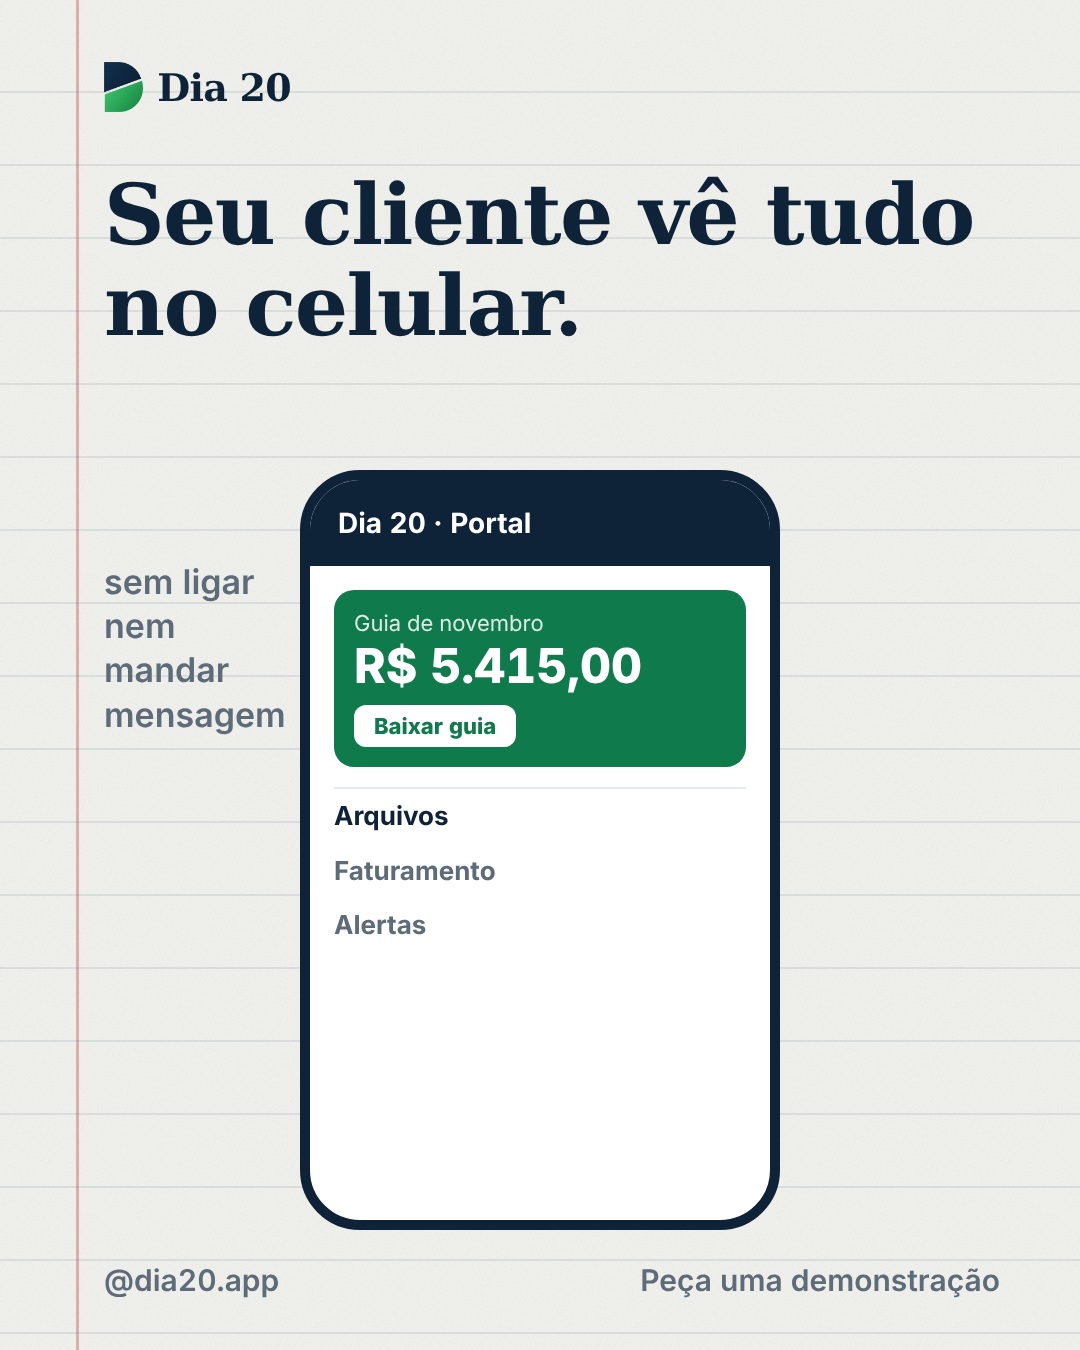 Dia 20
Seu cliente vê tudo
no celular.
sem ligar
nem
mandar
mensagem
Dia 20 · Portal
Guia de novembro
R$ 5.415,00
Baixar guia
Arquivos
Faturamento
Alertas
@dia20.app
Peça uma demonstração